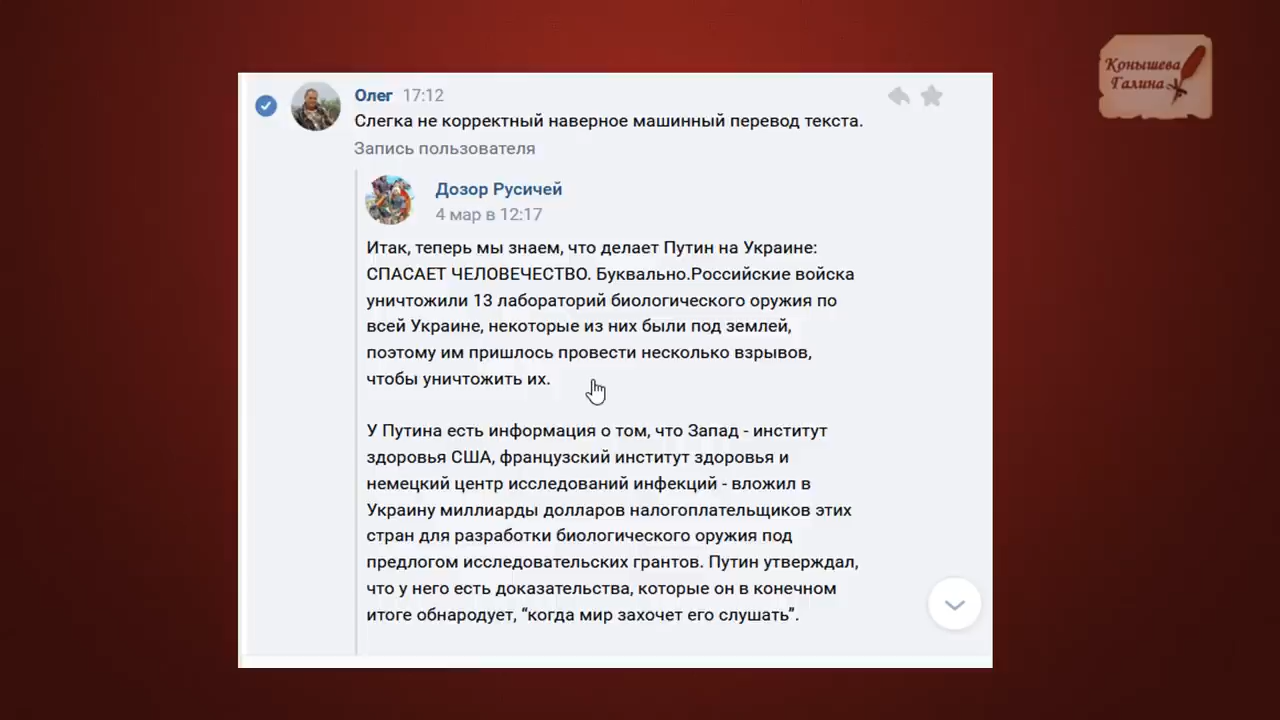 Конышева
Галина
Олег 17:12
Слегка не корректный наверное машинный перевод текста.
Запись пользователя
Дозор Русичей
4 мар в 12:17
Итак, теперь мы знаем, что делает Путин на Украине:
СПАСАЕТ ЧЕЛОВЕЧЕСТВО. Буквально.Российские войска
уничтожили 13 лабораторий биологического оружия по
всей Украине, некоторые из них были под землей,
поэтому им пришлось провести несколько взрывов,
чтобы уничтожить их.
У Путина есть информация о том, что Запад - институт
здоровья США, французский институт здоровья и
немецкий центр исследований инфекций - вложил в
Украину миллиарды долларов налогоплательщиков этих
стран для разработки биологического оружия под
предлогом исследовательских грантов. Путин утверждал,
что у него есть доказательства, которые он в конечном
итоге обнародует, “когда мир захочет его слушать”.